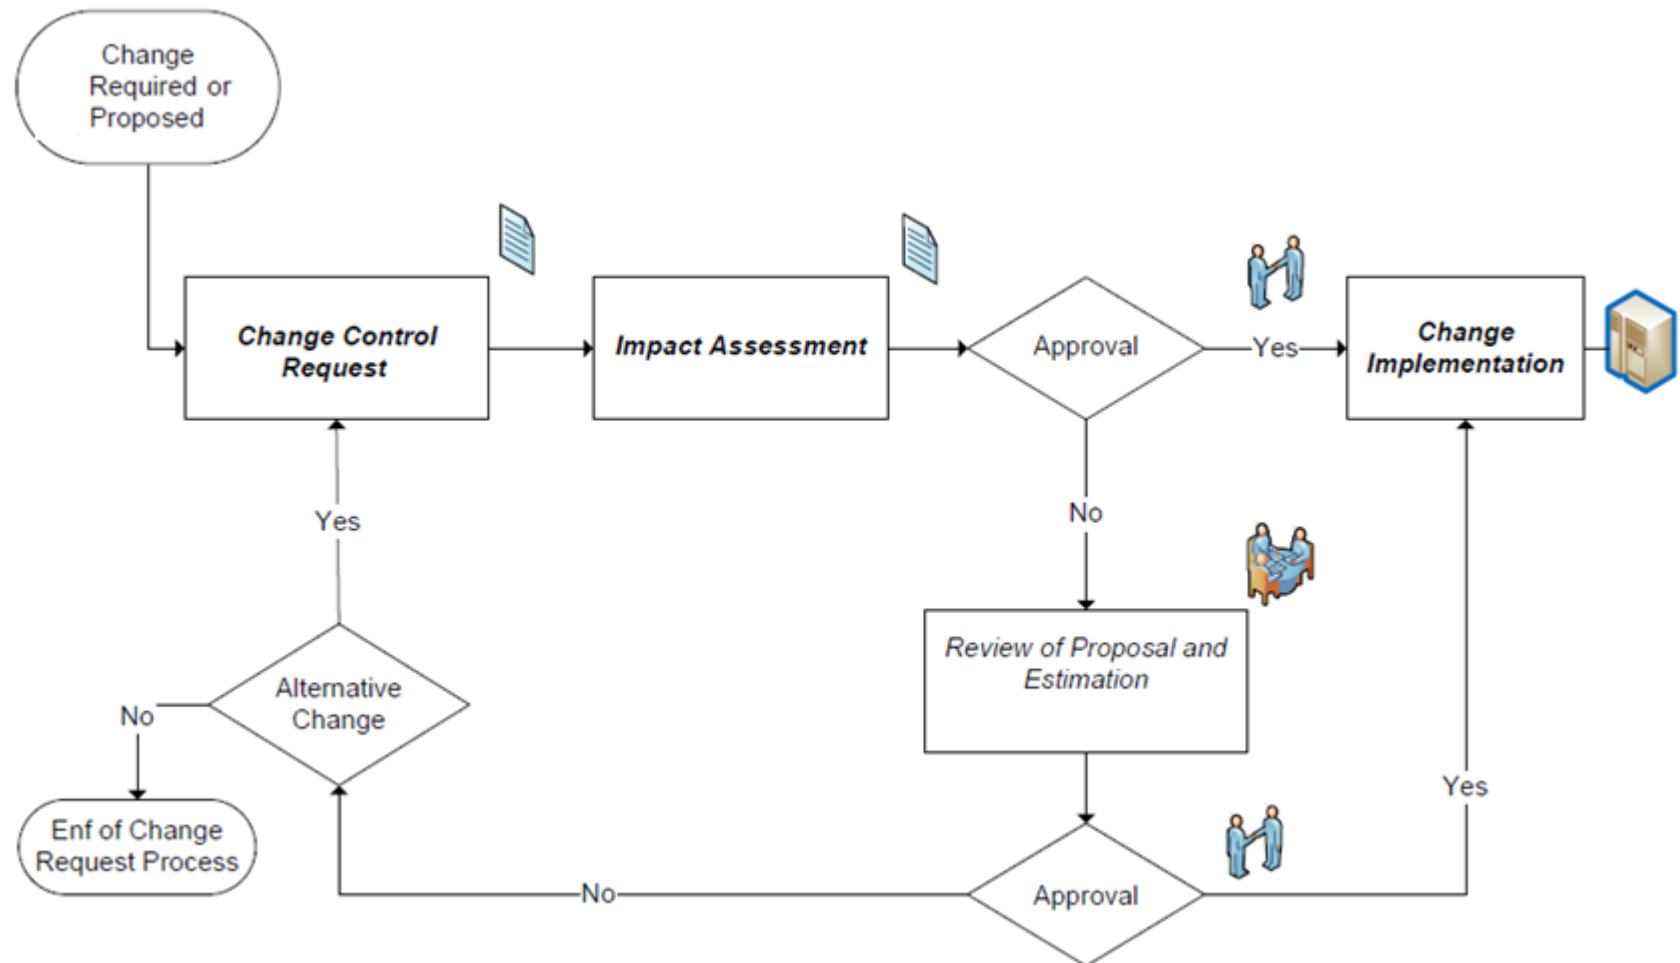 Change
Required or
Proposed
Change Control
Request
Impact Assessment
Approval
Yes
Change
Implementation
No
Review of Proposal and
Estimation
Approval
Yes
No
Alternative
Change
Yes
No
Enf of Change
Request Process